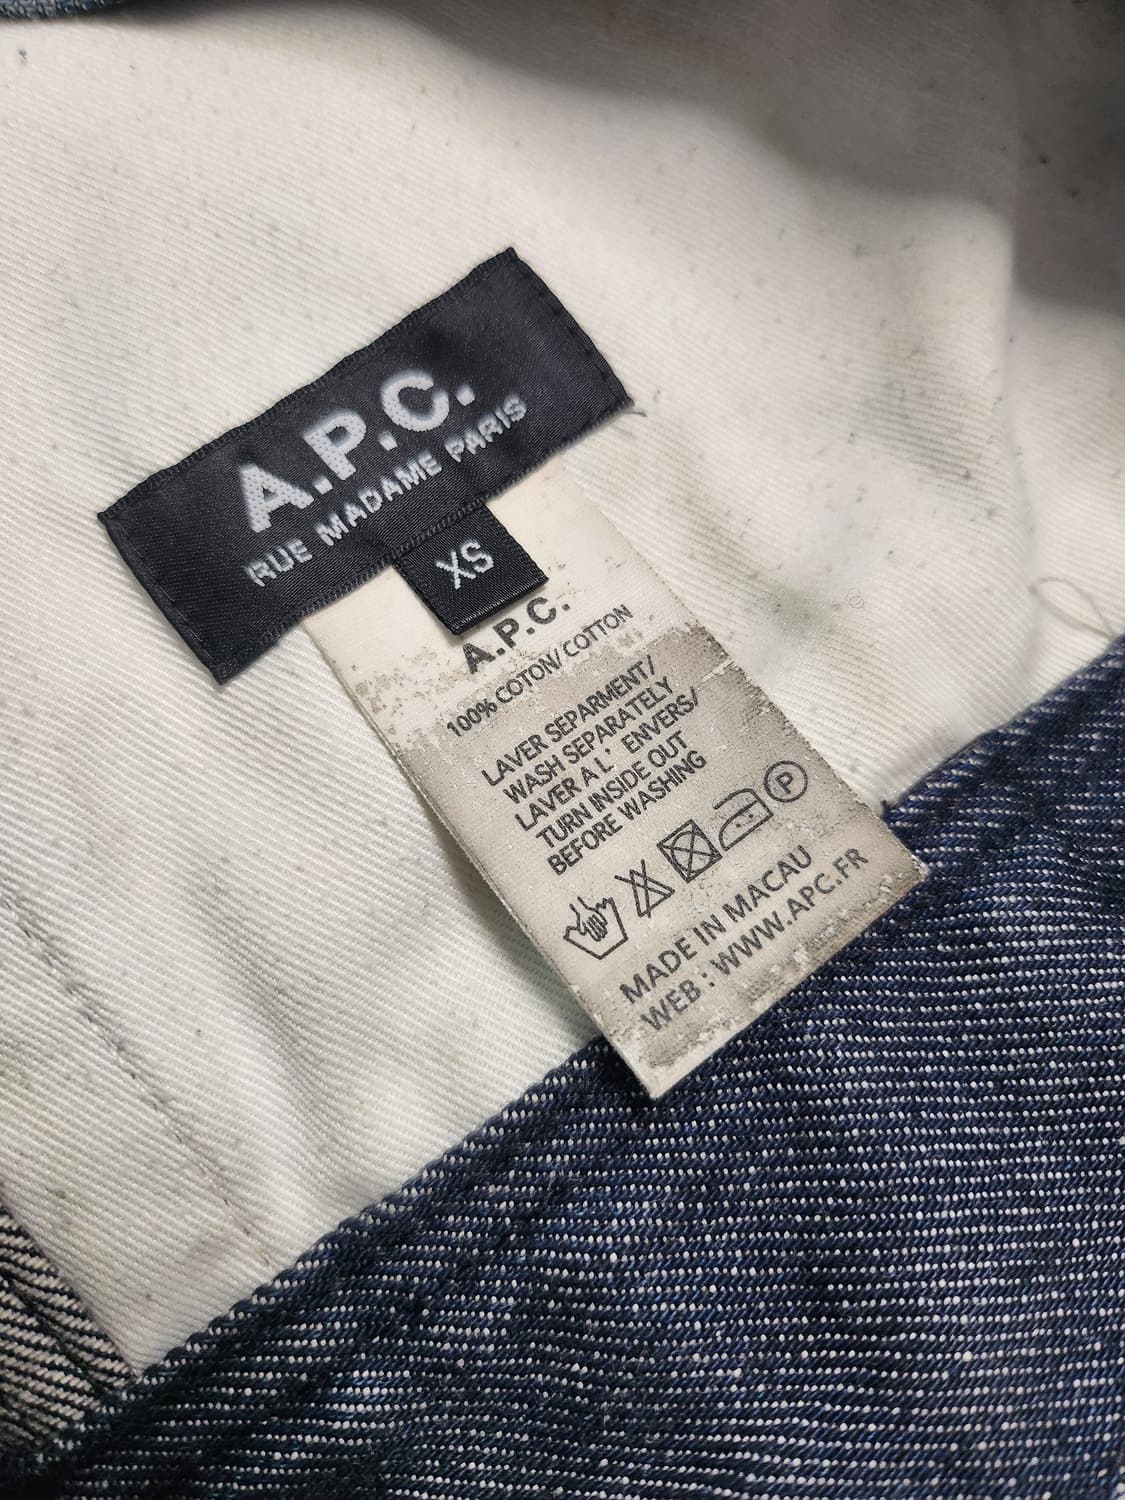 A.P.C.
RUE MADAME PARIS
XS
A.P.C.
100% COTON/ COTTON
LAVER SEPARMENT/
WASH SEPARATELY
LAVER A L' ENVERS/
TURN INSIDE OUT
BEFORE WASHING
P
MADE IN MACAU
WEB : WWW.APC.FR